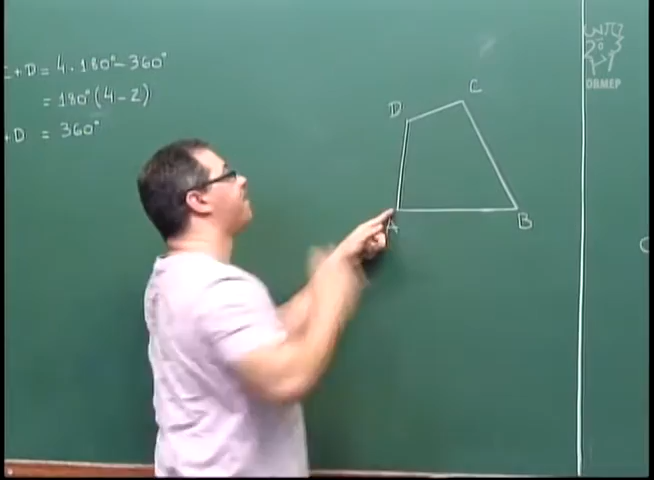 C+D = 4.180°-360°
= 180°(4-2)
+D = 360°
D
C
A
B
OBMEP